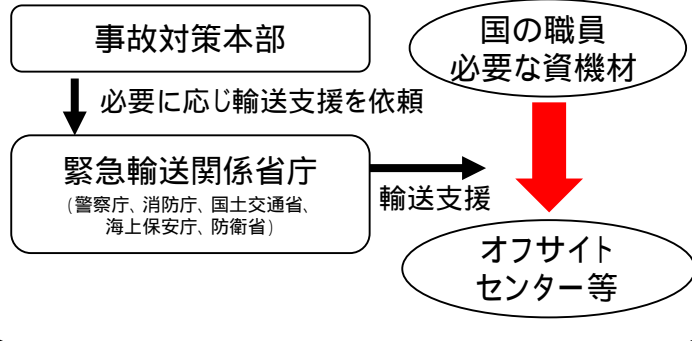 事故対策本部
必要に応じ輸送支援を依頼
緊急輸送関係省庁
（警察庁、消防庁、国土交通省、
海上保安庁、防衛省）
輸送支援
国の職員
必要な資機材
オフサイト
センター等